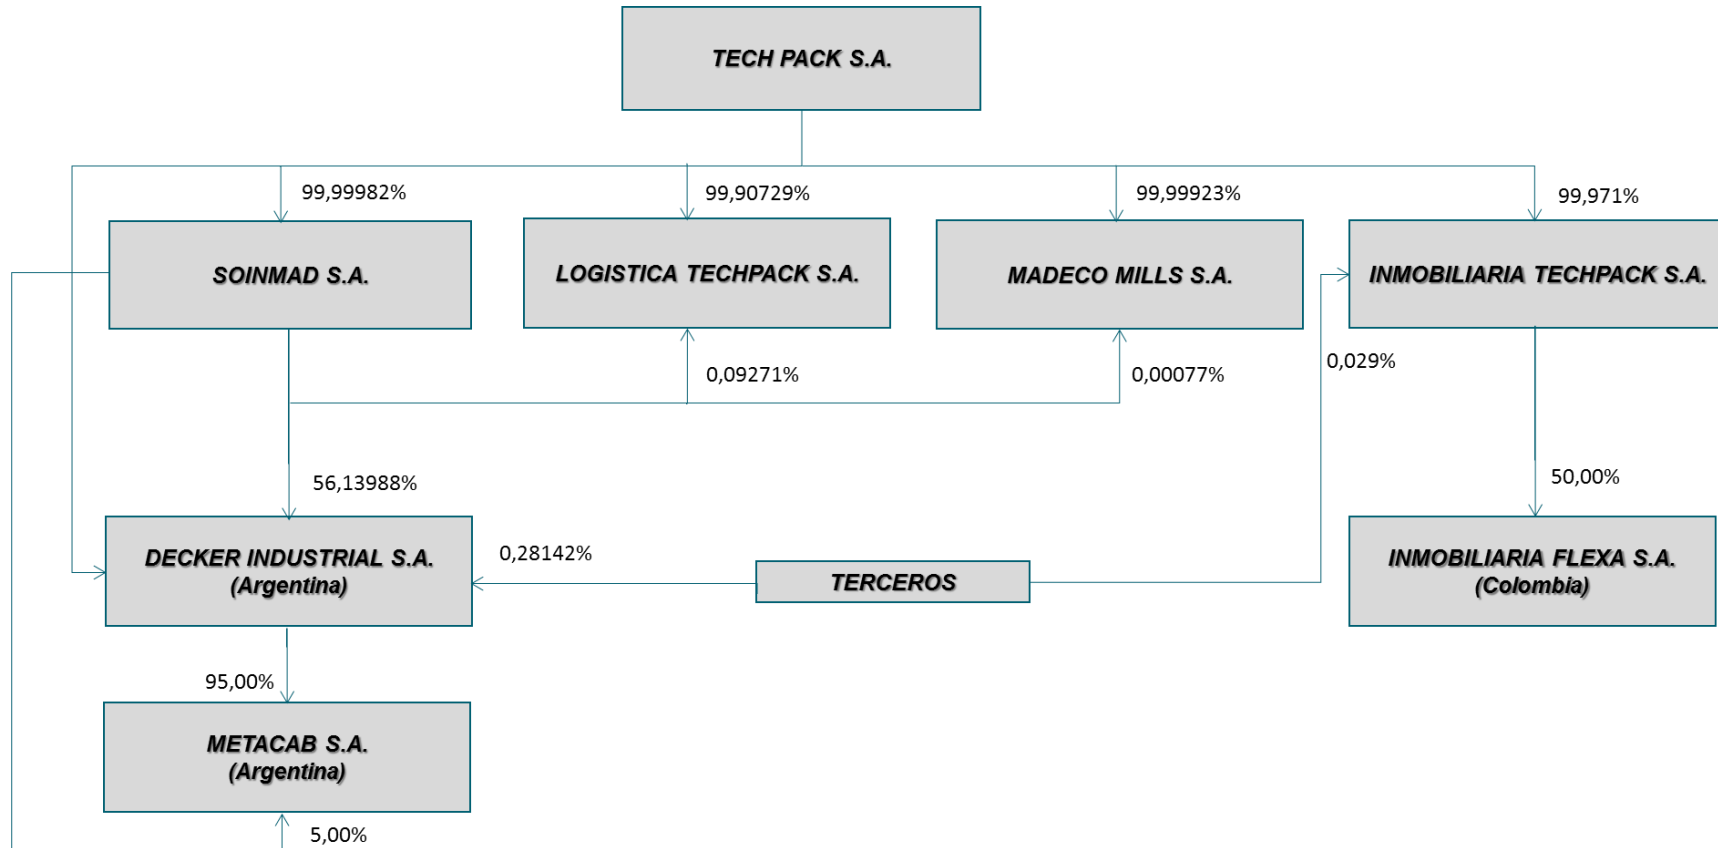 TECH PACK S.A.
99,99982%
99,90729%
99,99923%
99,971%
SOINMAD S.A.
LOGISTICA TECHPACK S.A.
MADECO MILLS S.A.
INMOBILIARIA TECHPACK S.A.
0,09271%
0,00077%
0,029%
56,13988%
50,00%
DECKER INDUSTRIAL S.A.
(Argentina)
0,28142%
TERCEROS
INMOBILIARIA FLEXA S.A.
(Colombia)
95,00%
METACAB S.A.
(Argentina)
5,00%